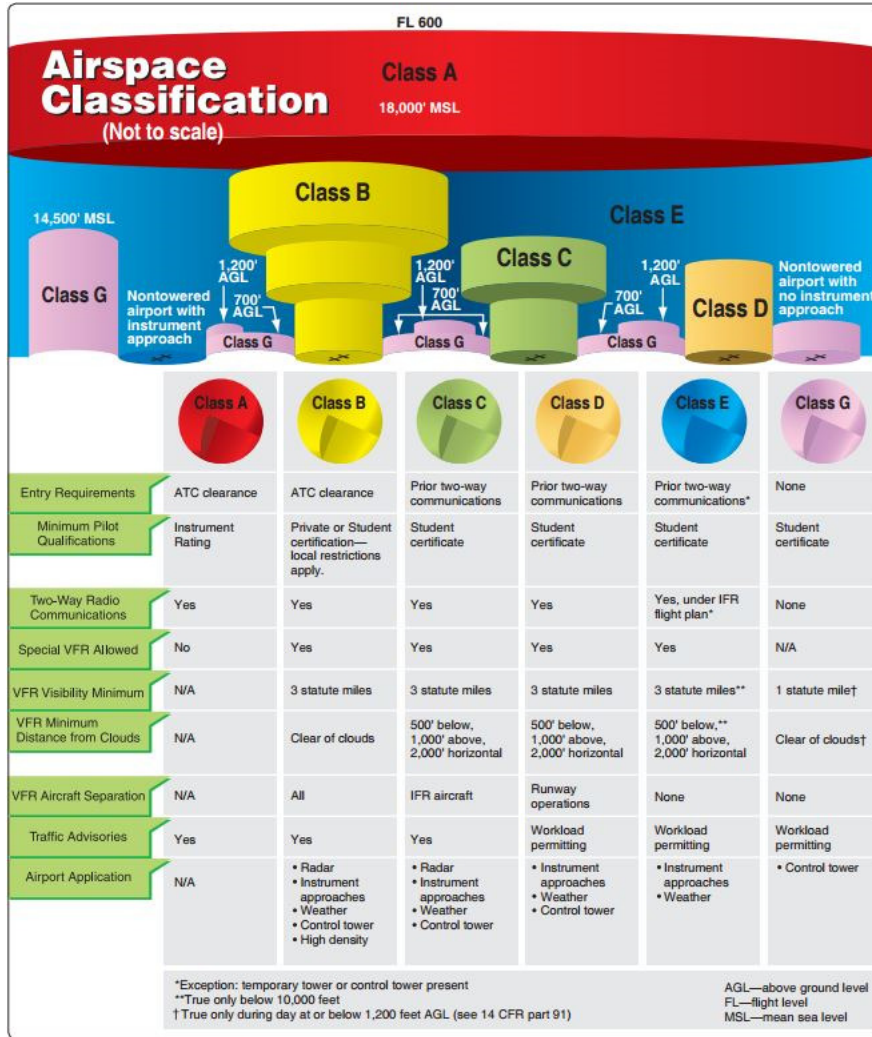 FL 600
Airspace
Classification
(Not to scale)
Class A
18,000' MSL
Class B
Class E
14,500' MSL
Class G
Nontowered
airport with
instrument
approach
1,200'
AGL
700'
AGL
Class G
1,200'
AGL
700'
AGL
Class G
Class C
700'
AGL
1,200'
AGL
Class G
Class D
Nontowered
airport with
no instrument
approach
Class A Class B Class C Class D Class E Class G
Entry Requirements
ATC clearance
ATC clearance
Prior two-way
communications
Prior two-way
communications
Prior two-way
communications*
None
Minimum Pilot
Qualifications
Instrument
Rating
Private or Student
certification—
local restrictions
apply.
Student
certificate
Student
certificate
Student
certificate
Student
certificate
Two-Way Radio
Communications
Yes
Yes
Yes
Yes
Yes, under IFR
flight plan*
None
Special VFR Allowed
No
Yes
Yes
Yes
Yes
N/A
VFR Visibility Minimum
N/A
3 statute miles
3 statute miles
3 statute miles
3 statute miles**
1 statute mile†
VFR Minimum
Distance from Clouds
N/A
Clear of clouds
500' below,
1,000' above,
2,000' horizontal
500' below,
1,000' above,
2,000' horizontal
500' below,**
1,000' above,
2,000' horizontal
Clear of clouds†
VFR Aircraft Separation
N/A
All
IFR aircraft
Runway
operations
None
None
Traffic Advisories
Yes
Yes
Yes
Workload
permitting
Workload
permitting
Workload
permitting
Airport Application
N/A
• Radar
• Instrument
approaches
• Weather
• Control tower
• High density
• Radar
• Instrument
approaches
• Weather
• Control tower
• Instrument
approaches
• Weather
• Control tower
• Instrument
approaches
• Weather
• Control tower
*Exception: temporary tower or control tower present
**True only below 10,000 feet
†True only during day at or below 1,200 feet AGL (see 14 CFR part 91)
AGL—above ground level
FL—flight level
MSL—mean sea level